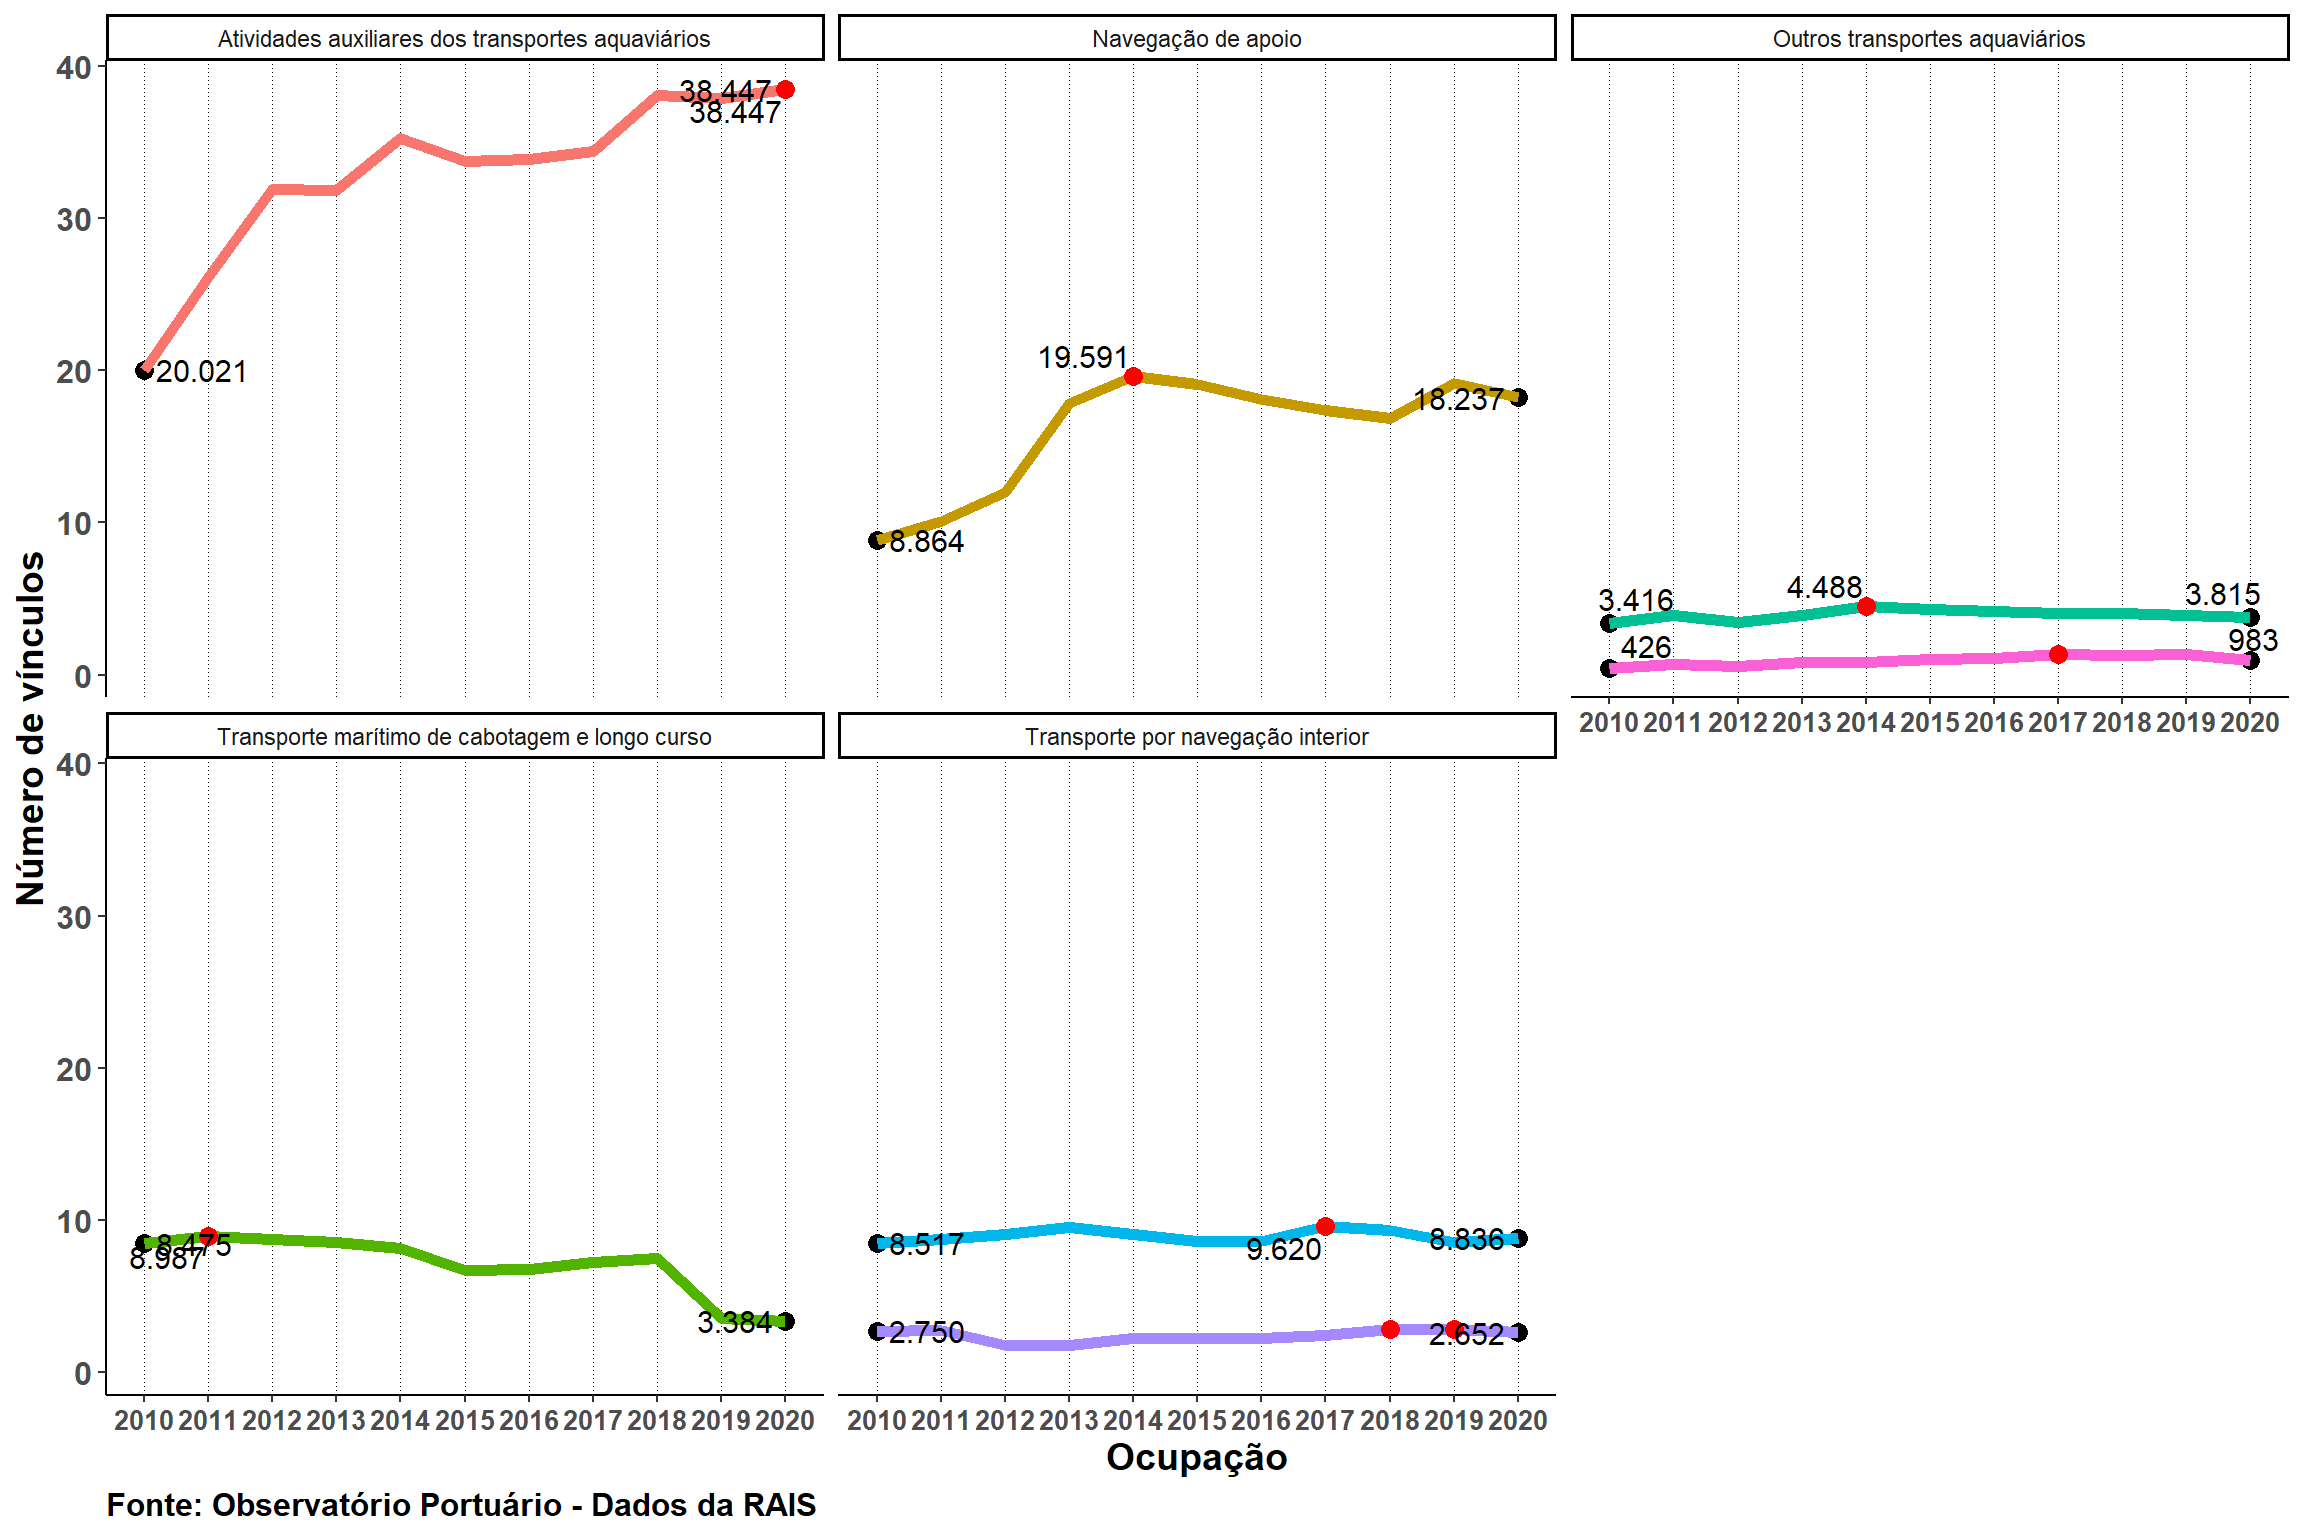 Atividades auxiliares dos transportes aquaviários
Navegação de apoio
Outros transportes aquaviários
40
30
20
10
0
38.447
38.447
20.021
19.591
18.237
8.864
3.416
4.488
3.815
426
983
2010 2011 2012 2013 2014 2015 2016 2017 2018 2019 2020
Número de vínculos
Transporte marítimo de cabotagem e longo curso
Transporte por navegação interior
40
30
20
10
0
8.475
8.987
3.384
8.517
9.620
8.836
2.750
2.652
2010 2011 2012 2013 2014 2015 2016 2017 2018 2019 2020
2010 2011 2012 2013 2014 2015 2016 2017 2018 2019 2020
Ocupação
Fonte: Observatório Portuário - Dados da RAIS